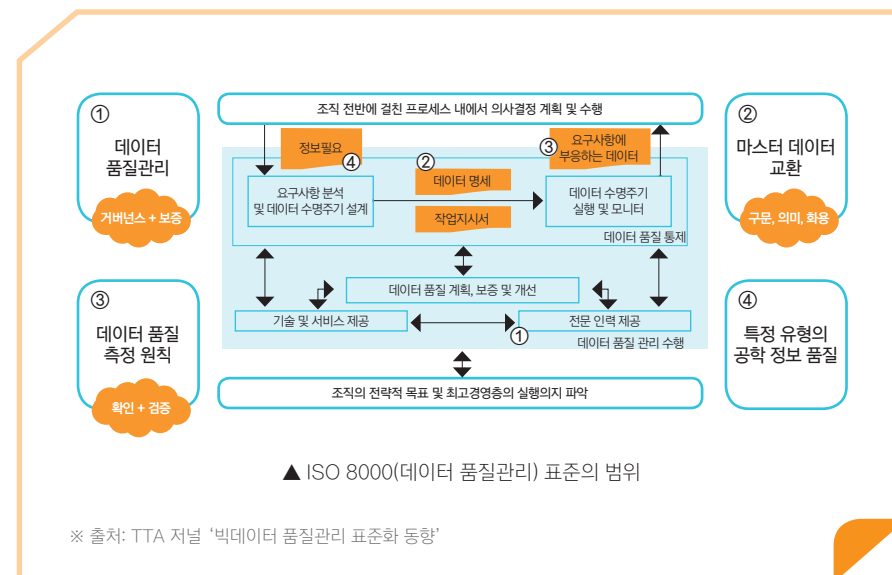 ①
데이터
품질관리
거버넌스 + 보증
조직 전반에 걸친 프로세스 내에서 의사결정 계획 및 수행
②
마스터 데이터
교환
구문, 의미, 화용
정보필요
④
②
데이터 명세
③
요구사항에
부응하는 데이터
요구사항 분석
및 데이터 수명주기 설계
작업지시서
데이터 수명주기
실행 및 모니터
데이터 품질 통제
데이터 품질 계획, 보증 및 개선
기술 및 서비스 제공
①
전문 인력 제공
데이터 품질 관리 수행
③
데이터 품질
측정 원칙
확인 + 검증
④
특정 유형의
공학 정보 품질
조직의 전략적 목표 및 최고경영층의 실행의지 파악
▲ ISO 8000(데이터 품질관리) 표준의 범위
※ 출처: TTA 저널 ‘빅데이터 품질관리 표준화 동향’